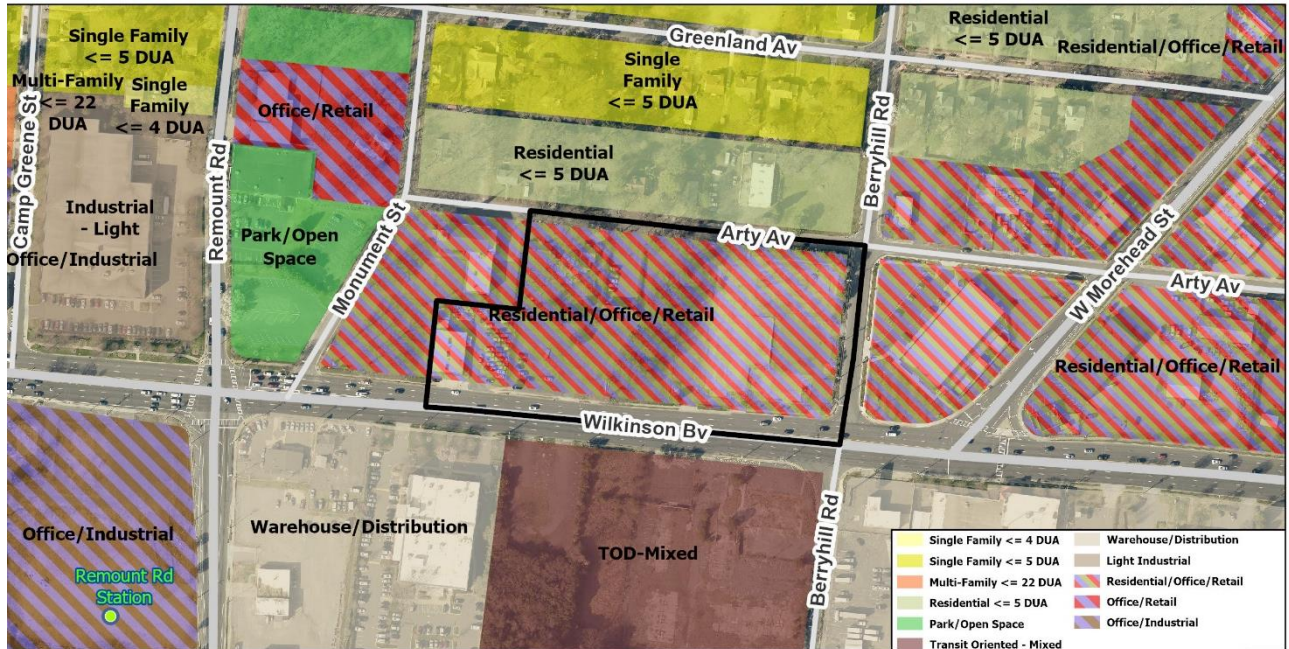 Single Family
<= 5 DUA
Multi-Family
<= 22
DUA
Single
Family
<= 4 DUA
Camp Greene St
Industrial
- Light
Office/Industrial
Remount Rd
Office/Retail
Park/Open
Space
Monument St
Greenland Av
Single
Family
<= 5 DUA
Residential
<= 5 DUA
Berryhill Rd
Residential
<= 5 DUA
Residential/Office/Retail
Arty Av
Residential/Office/Retail
W Morehead St
Arty Av
Residential/Office/Retail
Wilkinson Bv
Office/Industrial
Remount Rd
Station
Warehouse/Distribution
TOD-Mixed
Berryhill Rd
Single Family <= 4 DUA
Single Family <= 5 DUA
Multi-Family <= 22 DUA
Residential <= 5 DUA
Park/Open Space
Transit Oriented - Mixed
Warehouse/Distribution
Light Industrial
Residential/Office/Retail
Office/Retail
Office/Industrial